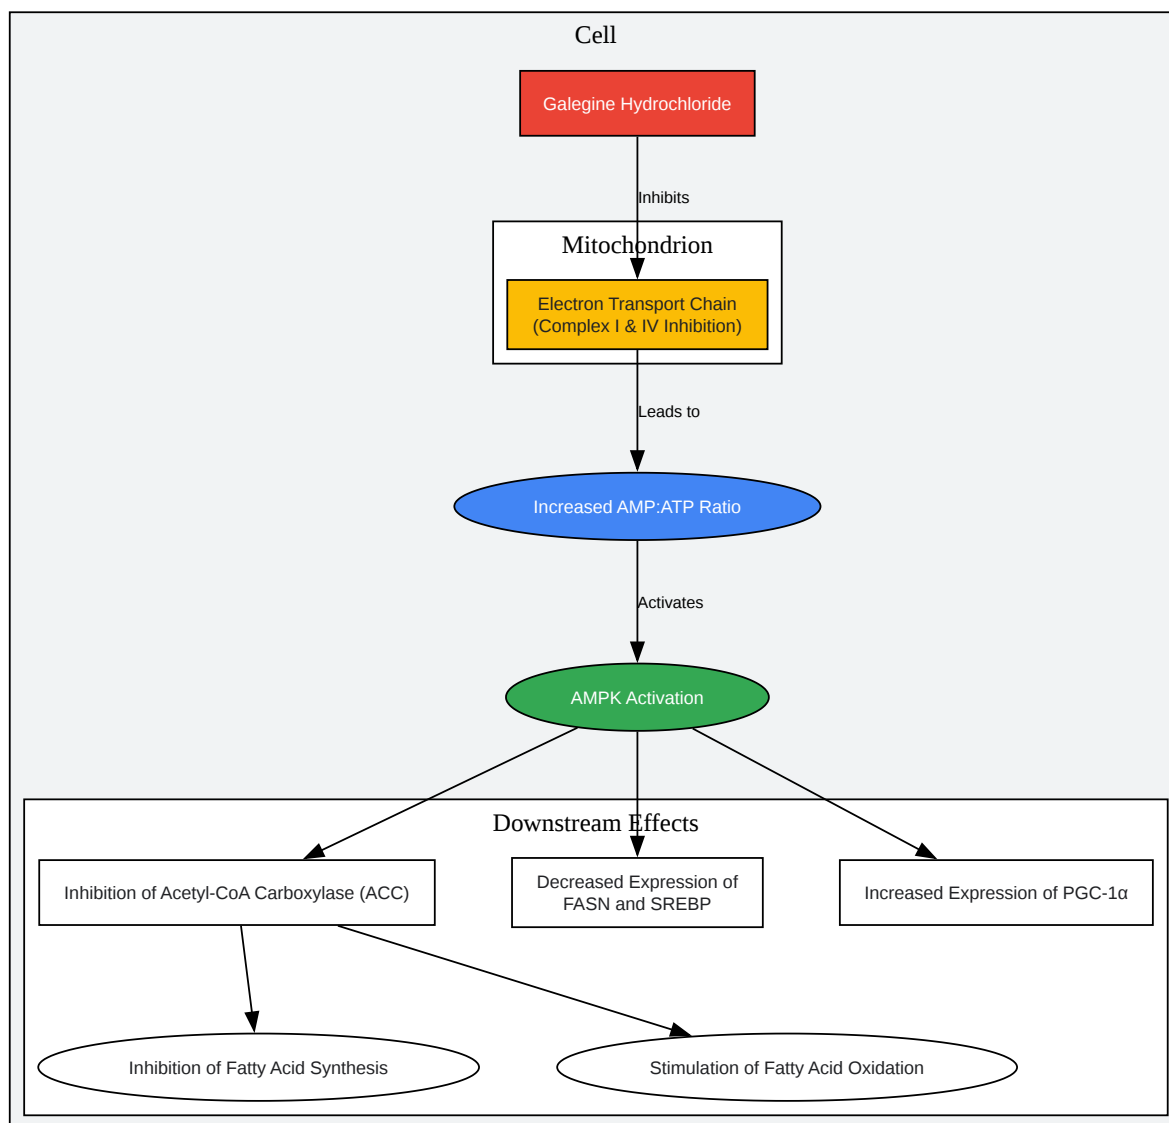 Cell
Galegine Hydrochloride
Inhibits
Mitochondrion
Electron Transport Chain
(Complex I & IV Inhibition)
Leads to
Increased AMP:ATP Ratio
Activates
AMPK Activation
Downstream Effects
Inhibition of Acetyl-CoA Carboxylase (ACC)
Decreased Expression of
FASN and SREBP
Increased Expression of PGC-1α
Inhibition of Fatty Acid Synthesis
Stimulation of Fatty Acid Oxidation